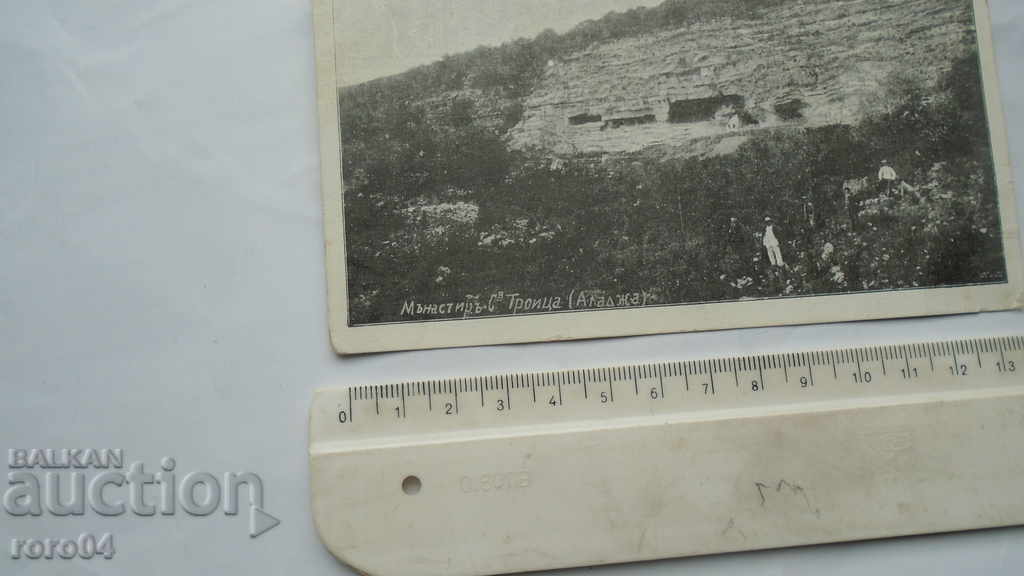 Мънастиръ Св Троица (Аладжа)
0 1 2 3 4 5 6 7 8 9 10 11 12 13
BALKAN
auction
roro04